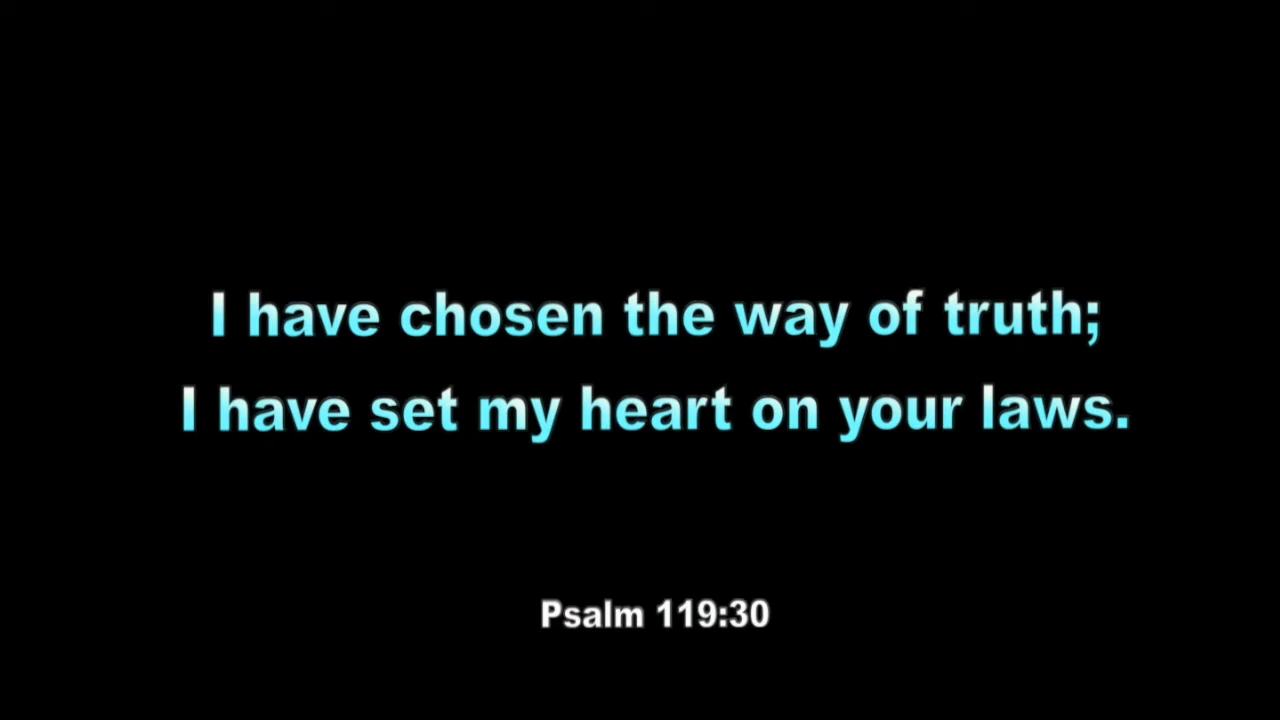 I have chosen the way of truth;
I have set my heart on your laws.
Psalm 119:30